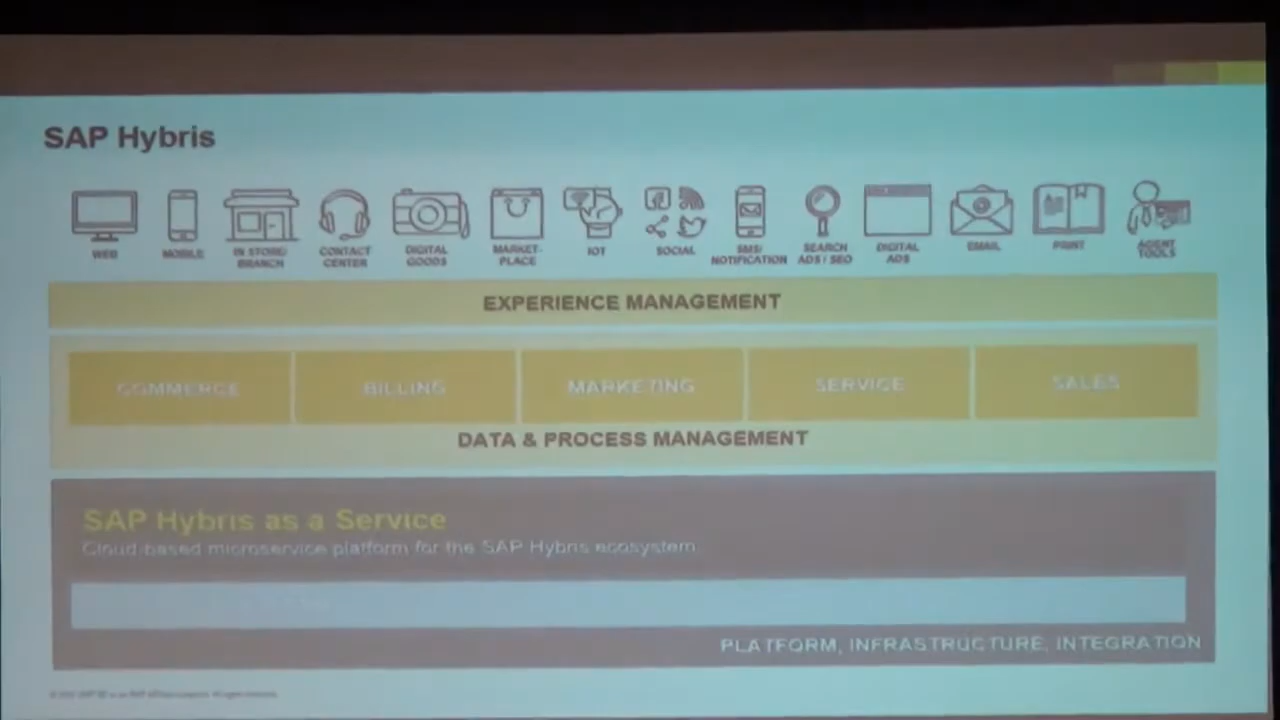 SAP Hybris
WEB
MOBILE
IN STORE/
BRANCH
CONTACT
CENTER
DIGITAL
GOODS
MARKET-
PLACE
IOT
SOCIAL
SMS/
NOTIFICATION
SEARCH
ADS / SEO
DIGITAL
ADS
EMAIL
PRINT
AGENT
TOOLS
EXPERIENCE MANAGEMENT
COMMERCE
BILLING
MARKETING
SERVICE
SALES
DATA & PROCESS MANAGEMENT
SAP Hybris as a Service
Cloud-based microservice platform for the SAP Hybris ecosystem
PLATFORM, INFRASTRUCTURE, INTEGRATION